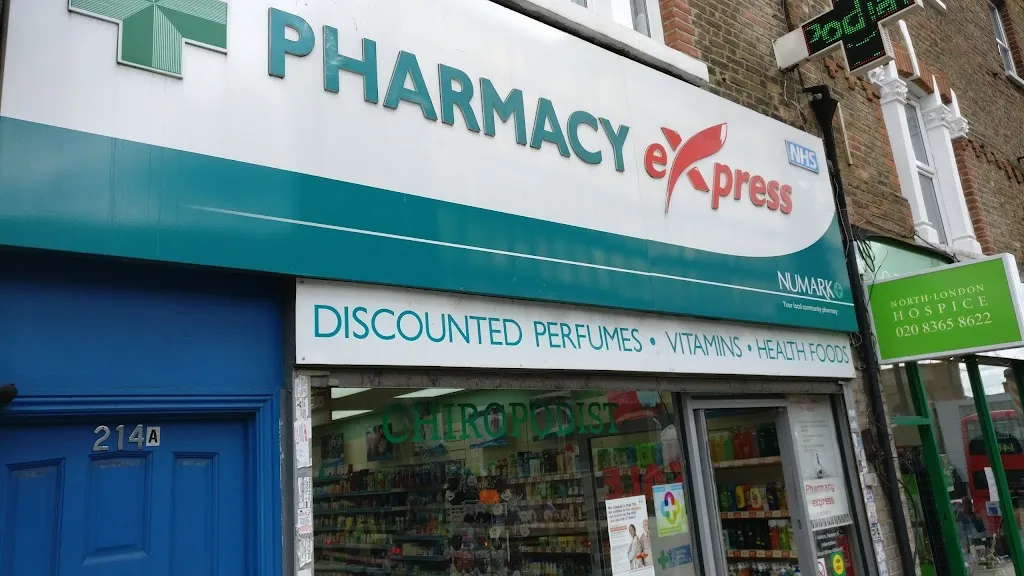 PHARMACY express
NHS
NUMARK
Your local community pharmacy
DISCOUNTED PERFUMES • VITAMINS • HEALTH FOODS
CHIROPODIST
214A
NORTH·LONDON
HOSPICE
020 8365 8622
Pharmacy
express